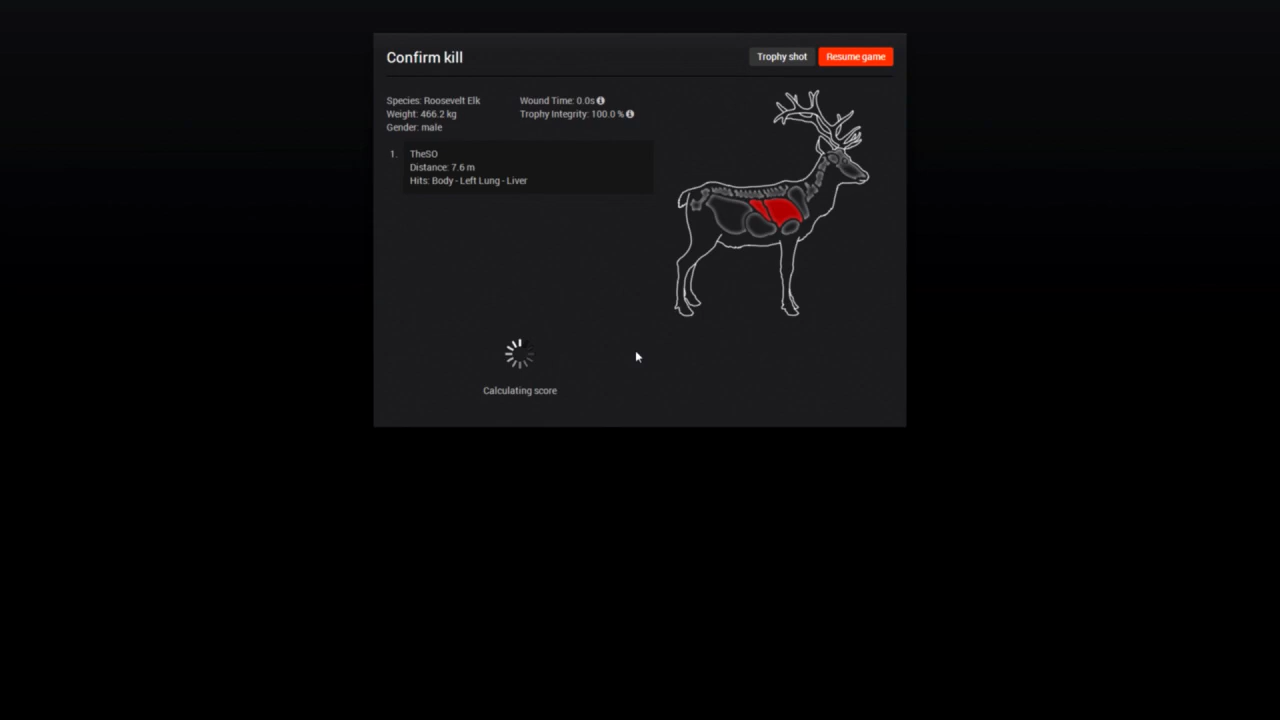 Confirm kill
Trophy shot
Resume game
Species: Roosevelt Elk
Weight: 466.2 kg
Gender: male
Wound Time: 0.0s
Trophy Integrity: 100.0 %
1.
TheSO
Distance: 7.6 m
Hits: Body - Left Lung - Liver
Calculating score